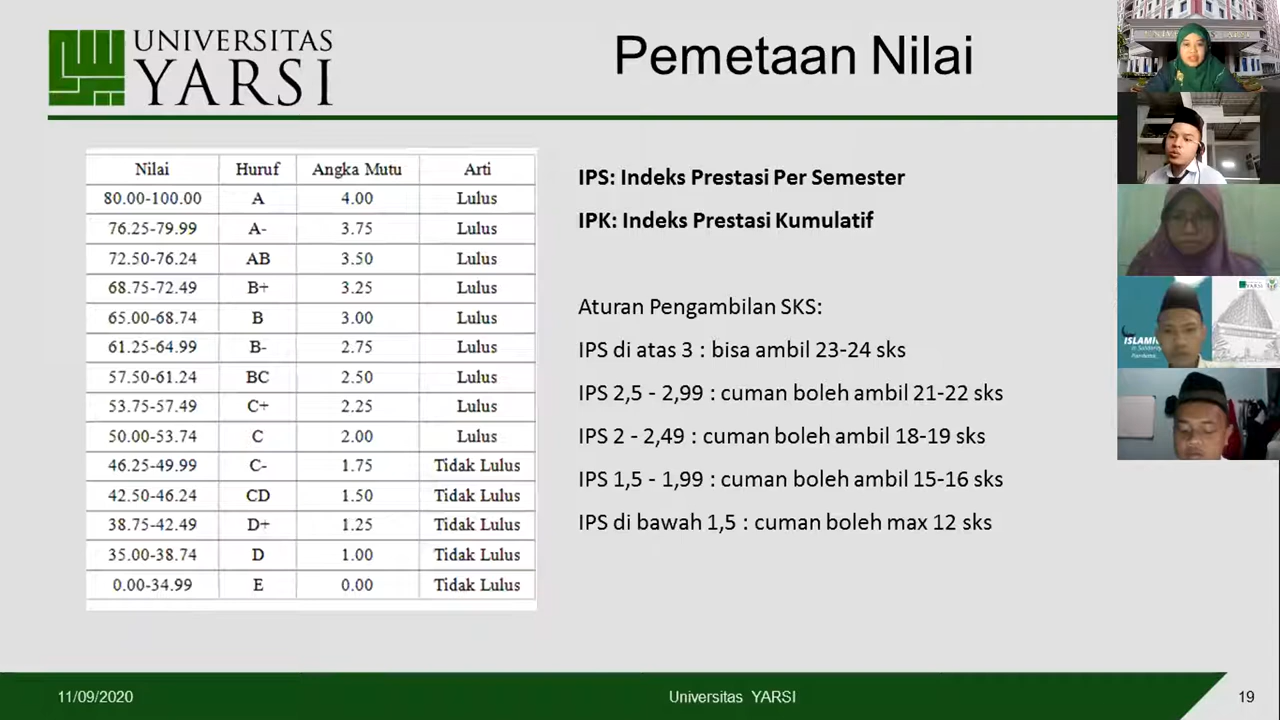 UNIVERSITAS
YARSI
Pemetaan Nilai
Nilai Huruf Angka Mutu Arti
80.00-100.00 A 4.00 Lulus
76.25-79.99 A- 3.75 Lulus
72.50-76.24 AB 3.50 Lulus
68.75-72.49 B+ 3.25 Lulus
65.00-68.74 B 3.00 Lulus
61.25-64.99 B- 2.75 Lulus
57.50-61.24 BC 2.50 Lulus
53.75-57.49 C+ 2.25 Lulus
50.00-53.74 C 2.00 Lulus
46.25-49.99 C- 1.75 Tidak Lulus
42.50-46.24 CD 1.50 Tidak Lulus
38.75-42.49 D+ 1.25 Tidak Lulus
35.00-38.74 D 1.00 Tidak Lulus
0.00-34.99 E 0.00 Tidak Lulus
IPS: Indeks Prestasi Per Semester
IPK: Indeks Prestasi Kumulatif
Aturan Pengambilan SKS:
IPS di atas 3 : bisa ambil 23-24 sks
IPS 2,5 - 2,99 : cuman boleh ambil 21-22 sks
IPS 2 - 2,49 : cuman boleh ambil 18-19 sks
IPS 1,5 - 1,99 : cuman boleh ambil 15-16 sks
IPS di bawah 1,5 : cuman boleh max 12 sks
YARSI
11/09/2020 Universitas YARSI 19